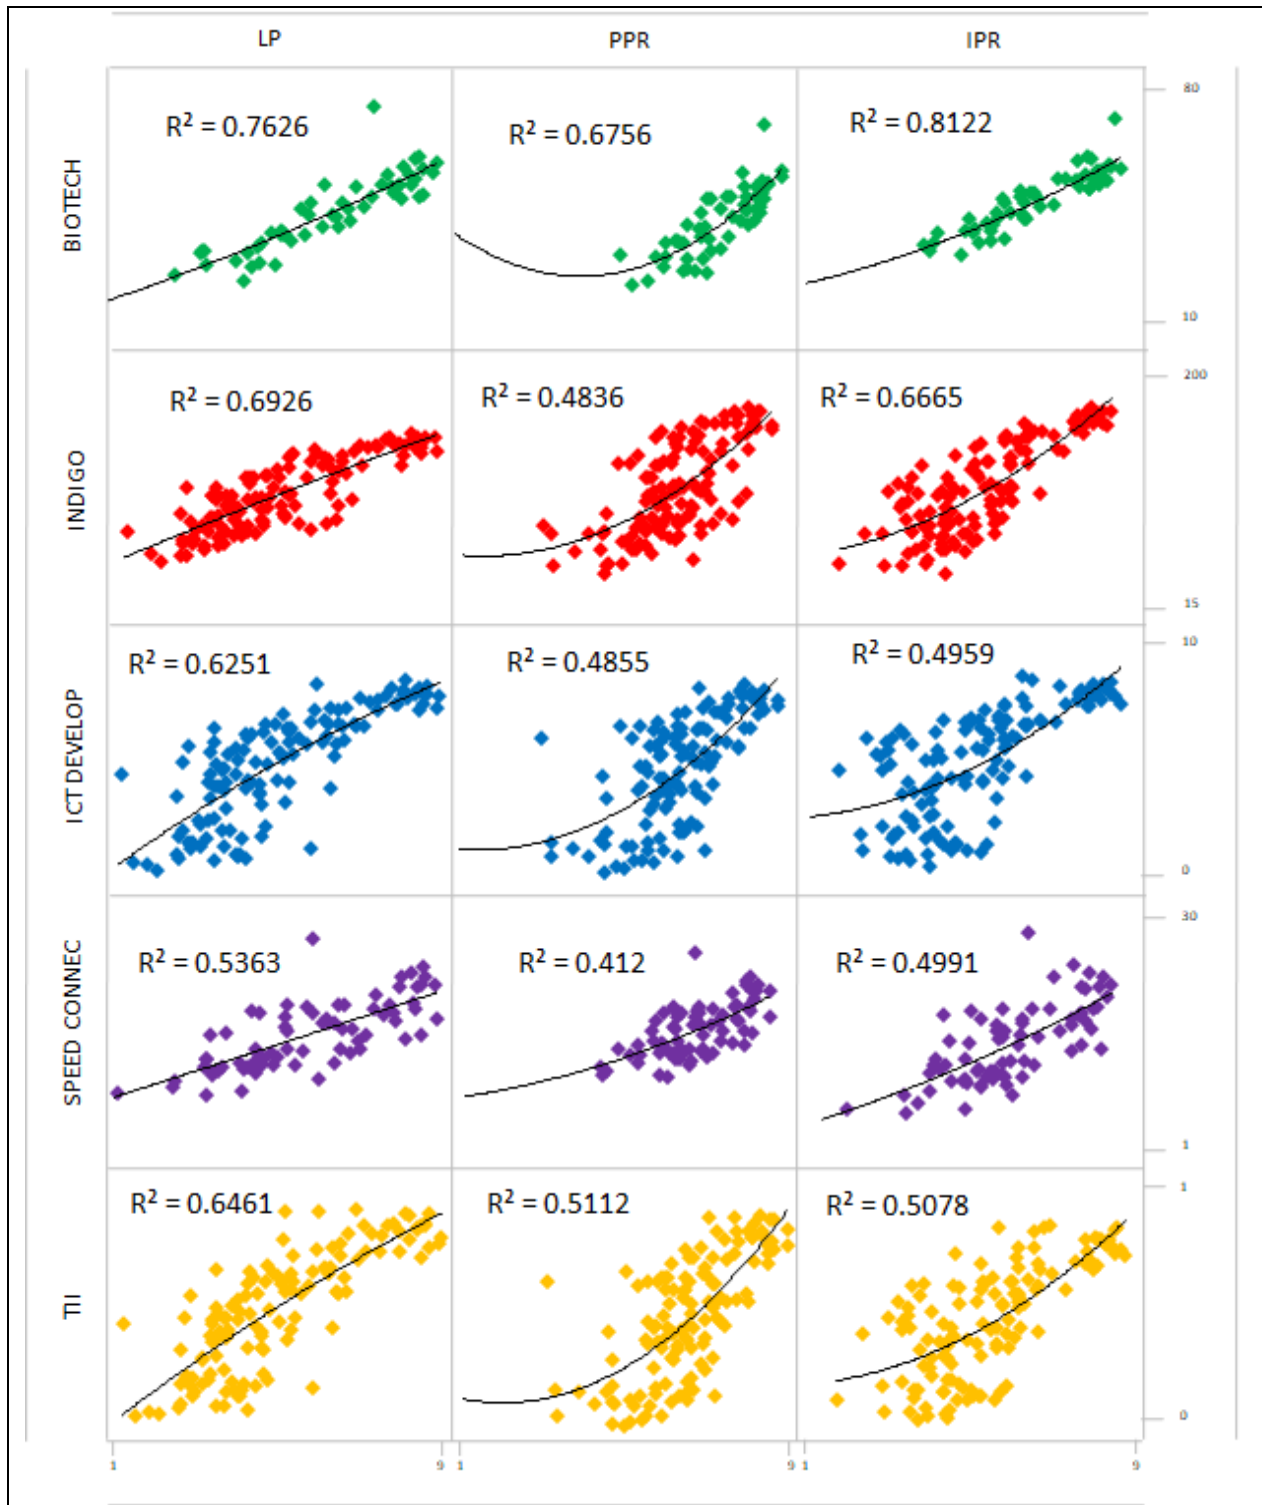 LP PPR IPR
BIOTECH
R² = 0.7626 R² = 0.6756 R² = 0.8122
80
10
INDIGO
R² = 0.6926 R² = 0.4836 R² = 0.6665
200
15
ICT DEVELOP
R² = 0.6251 R² = 0.4855 R² = 0.4959
10
0
SPEED CONNEC
R² = 0.5363 R² = 0.412 R² = 0.4991
30
1
TII
R² = 0.6461 R² = 0.5112 R² = 0.5078
1
0
1 9 1 9 1 9